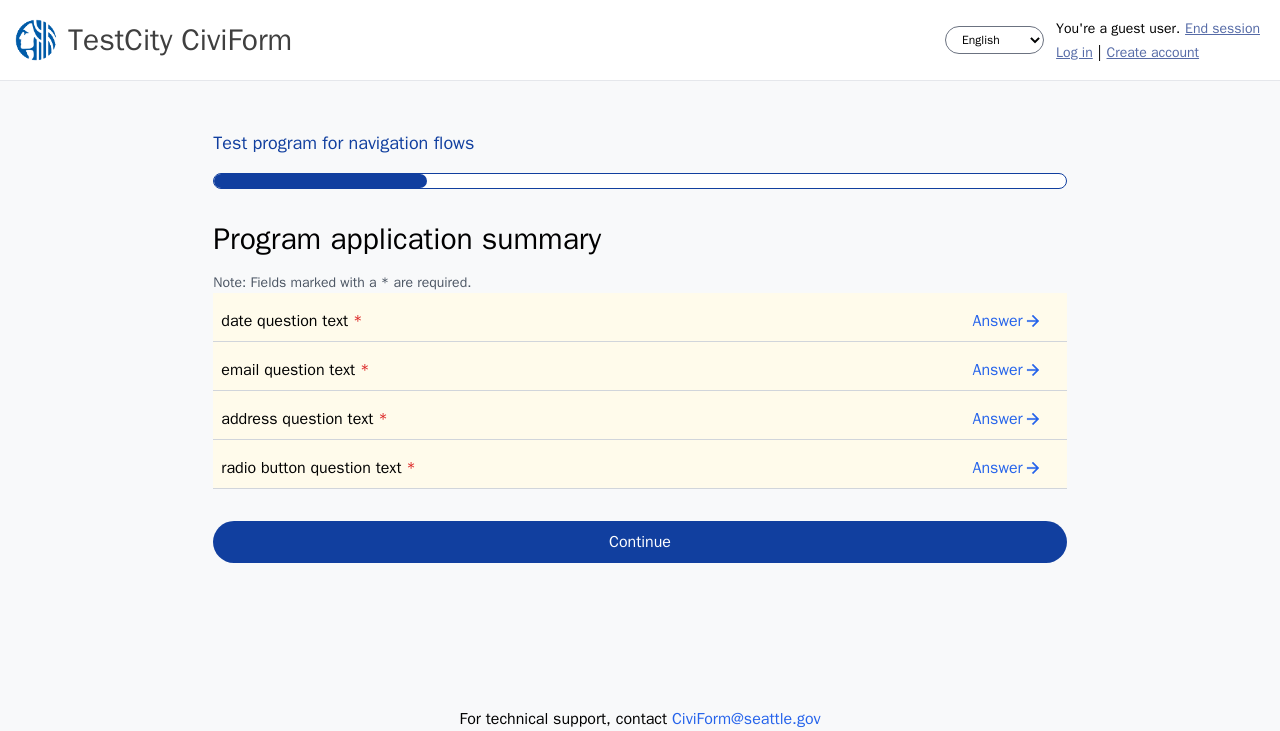 TestCity CiviForm
English
You're a guest user. End session
Log in | Create account
Test program for navigation flows
Program application summary
Note: Fields marked with a * are required.
date question text *
Answer
email question text *
Answer
address question text *
Answer
radio button question text *
Answer
Continue
For technical support, contact CiviForm@seattle.gov